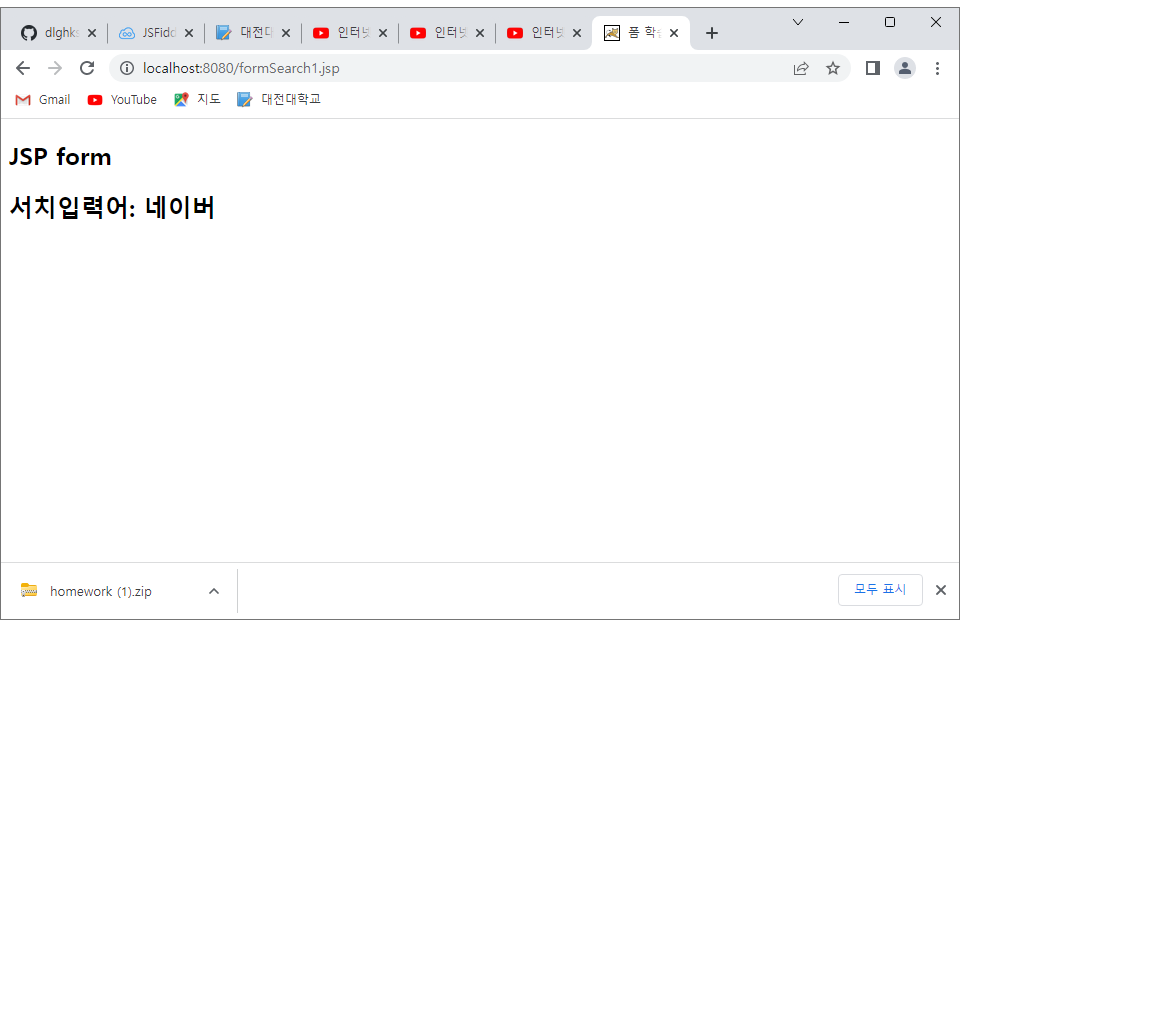 dlghk JSFidd 대전대 인터넷 인터넷 인터넷 폼 학
localhost:8080/formSearch1.jsp
Gmail YouTube 지도 대전대학교
JSP form
서치입력어: 네이버
homework (1).zip 모두 표시